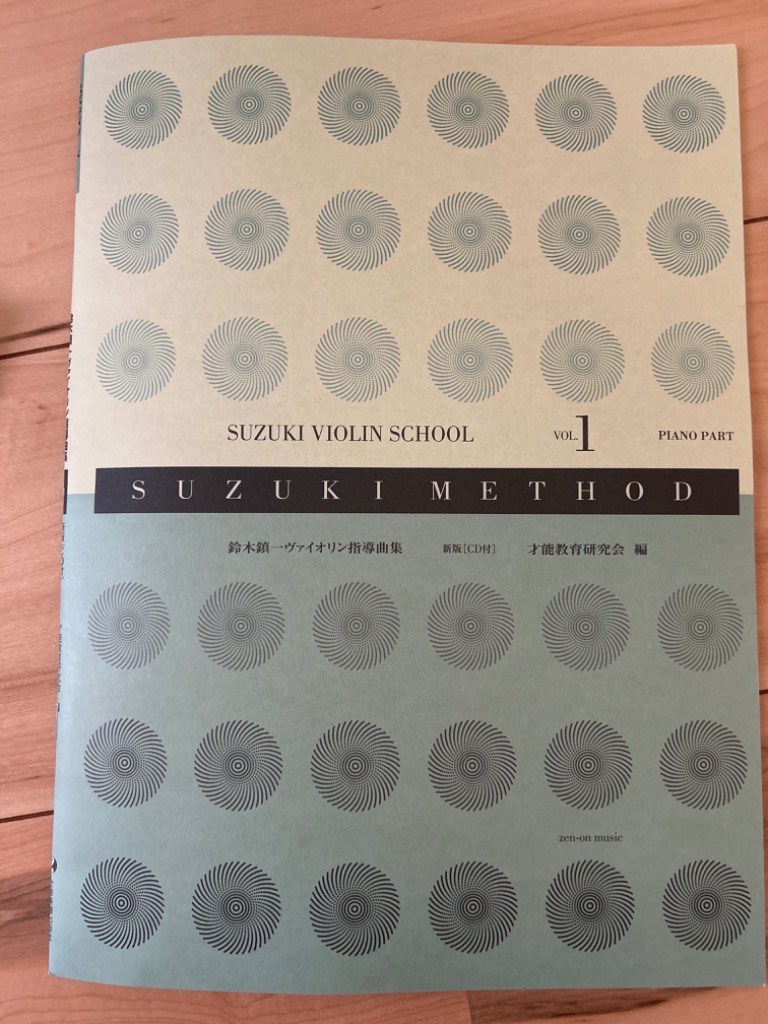 SUZUKI VIOLIN SCHOOL VOL.1 PIANO PART
SUZUKI METHOD
鈴木鎮一ヴァイオリン指導曲集 新版[CD付] 才能教育研究会 編
zen-on music